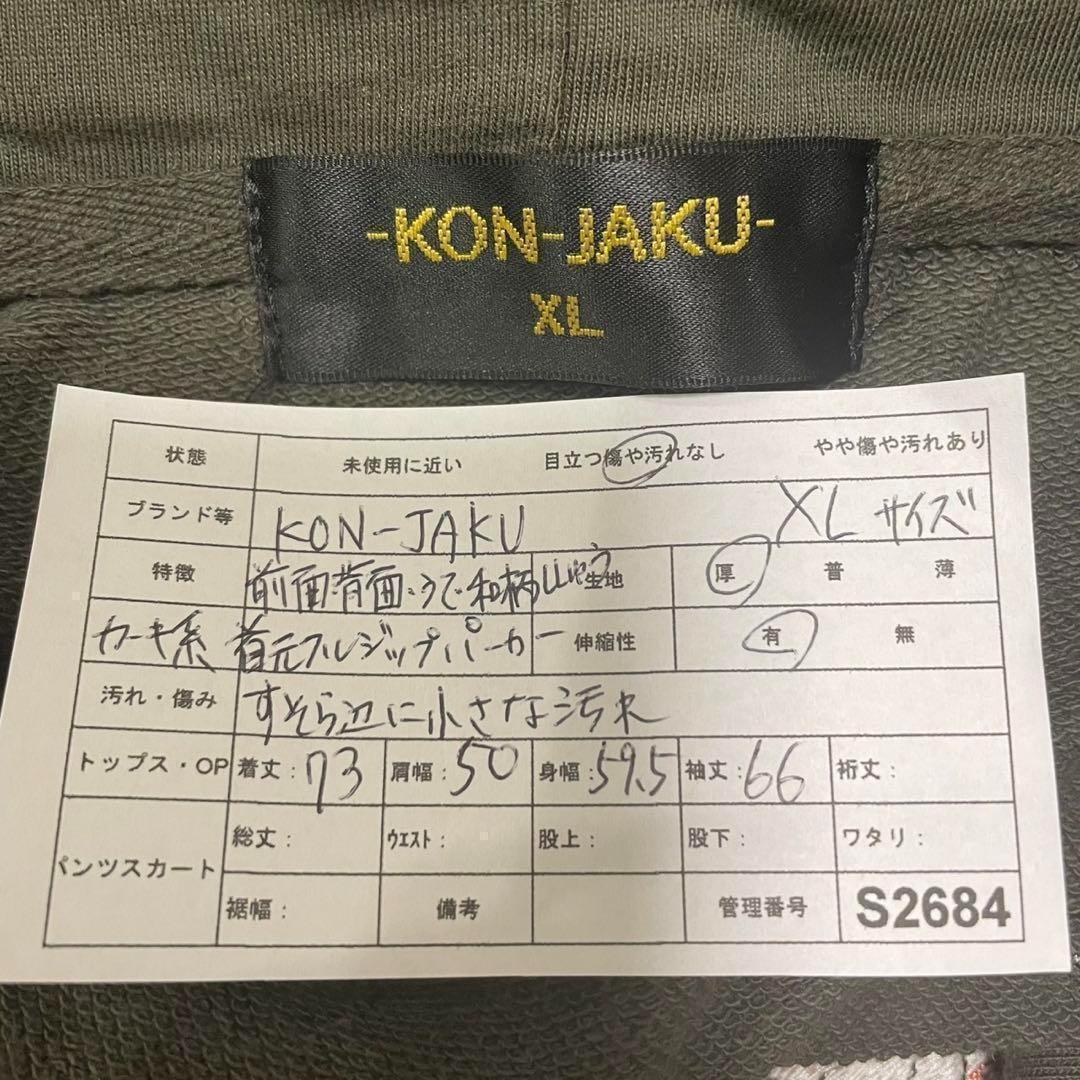 -KON-JAKU-
XL
状態 未使用に近い 目立つ傷や汚れなし やや傷や汚れあり
ブランド等 KON-JAKU XLサイズ
特徴 前面背面・うで和柄ししゅう 生地 厚 普 薄
カーキ系 首元フルジップパーカー 伸縮性 有 無
汚れ・傷み すそら辺に小さな汚れ
トップス・OP 着丈：73 肩幅：50 身幅：59.5 袖丈：66 裄丈：
パンツスカート 総丈： ｳｴｽﾄ： 股上： 股下： ワタリ：
裾幅： 備考 管理番号 S2684